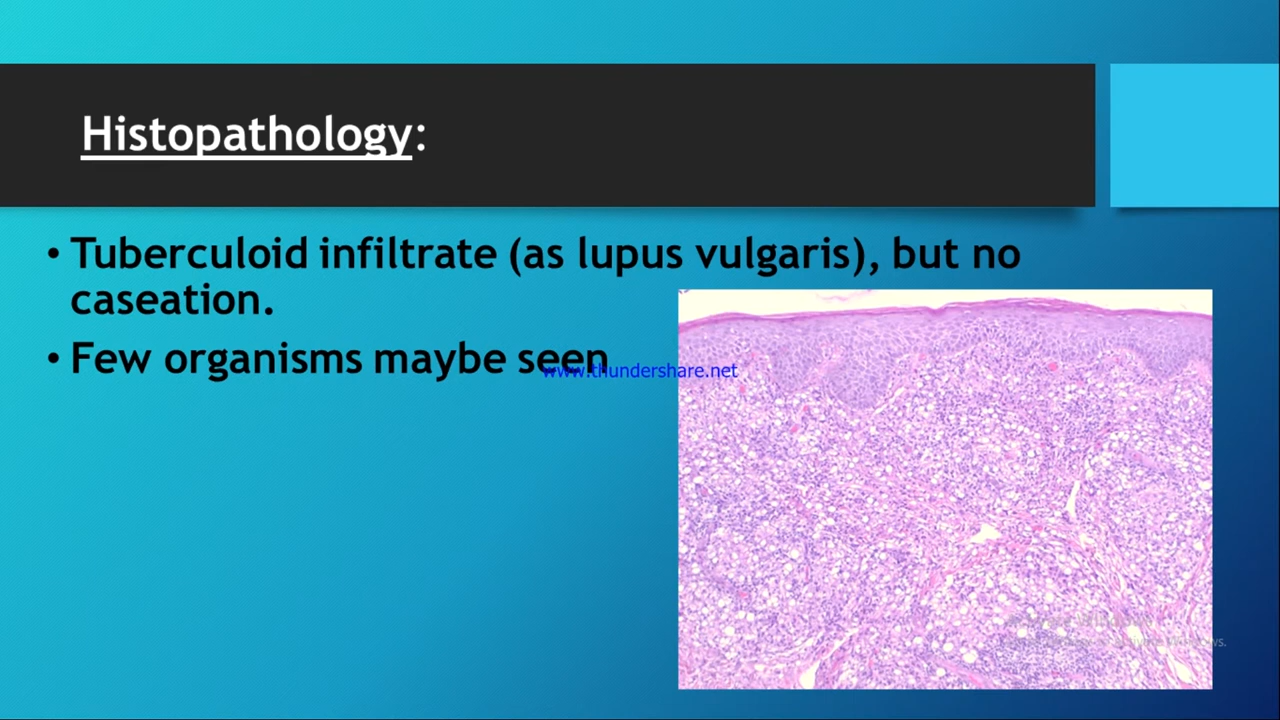 Histopathology:
• Tuberculoid infiltrate (as lupus vulgaris), but no
caseation.
• Few organisms maybe seen
www.thundershare.net